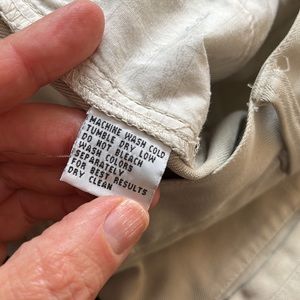 MACHINE WASH COLD
TUMBLE DRY LOW
DO NOT BLEACH
WASH COLORS
SEPARATELY
FOR BEST RESULTS
DRY CLEAN